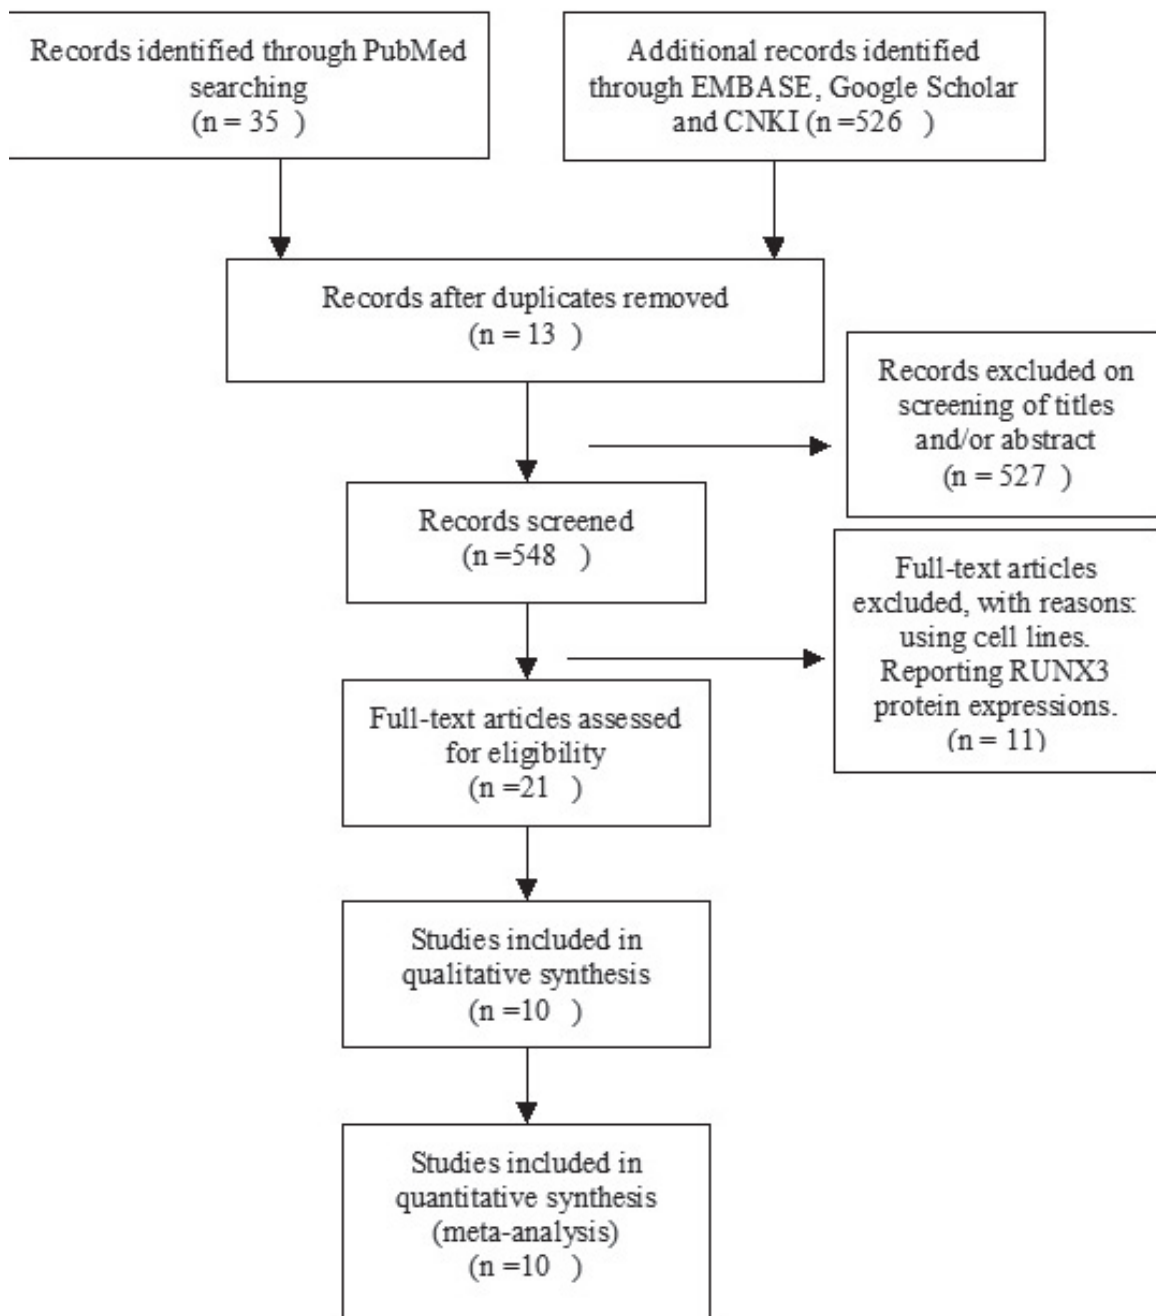 Records identified through PubMed
searching
(n = 35 )
Additional records identified
through EMBASE, Google Scholar
and CNKI (n =526 )
Records after duplicates removed
(n = 13 )
Records excluded on
screening of titles
and/or abstract
(n = 527 )
Records screened
(n =548 )
Full-text articles
excluded, with reasons:
using cell lines.
Reporting RUNX3
protein expressions.
(n = 11)
Full-text articles assessed
for eligibility
(n =21 )
Studies included in
qualitative synthesis
(n =10 )
Studies included in
quantitative synthesis
(meta-analysis)
(n =10 )